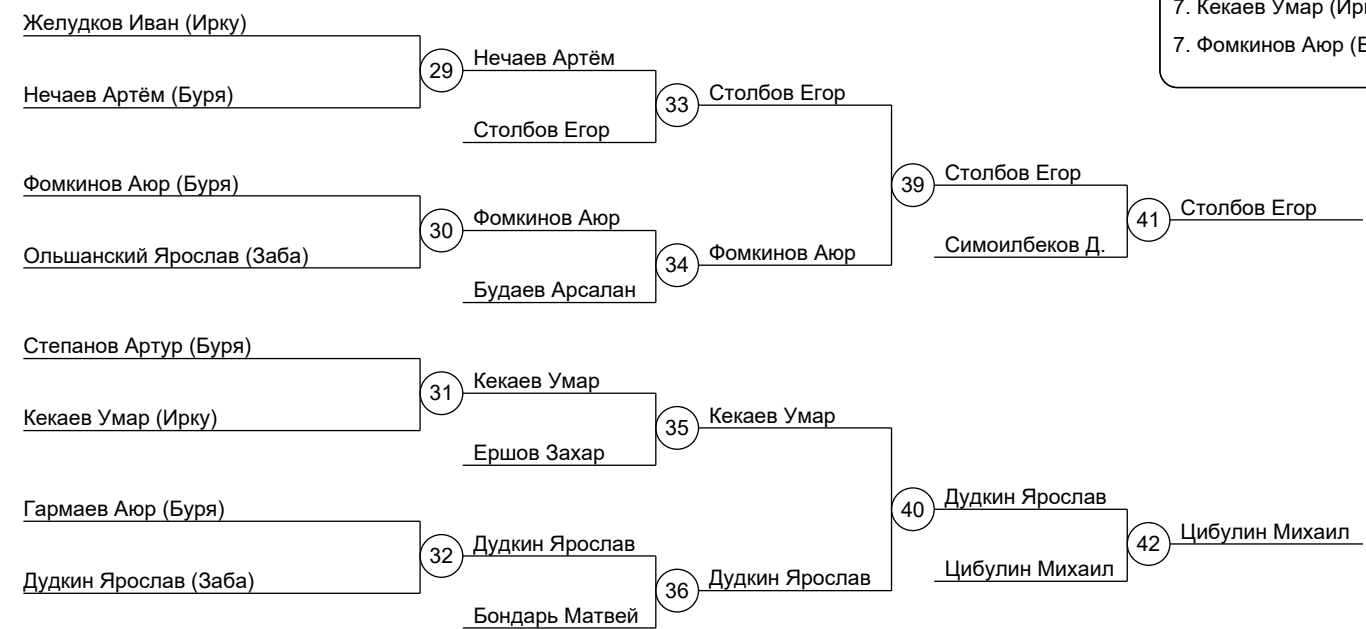 Желудков Иван (Ирку)
29
Нечаев Артём (Буря)
Нечаев Артём
33
Столбов Егор
Столбов Егор
Фомкинов Аюр (Буря)
30
Ольшанский Ярослав (Заба)
Фомкинов Аюр
34
Будаев Арсалан
Фомкинов Аюр
39
Столбов Егор
41
Симоилбеков Д.
Столбов Егор
Степанов Артур (Буря)
31
Кекаев Умар (Ирку)
Кекаев Умар
35
Ершов Захар
Кекаев Умар
Гармаев Аюр (Буря)
32
Дудкин Ярослав (Заба)
Дудкин Ярослав
36
Бондарь Матвей
Дудкин Ярослав
40
Дудкин Ярослав
42
Цибулин Михаил
Цибулин Михаил
7. Кекаев Умар
7. Фомкинов Аюр